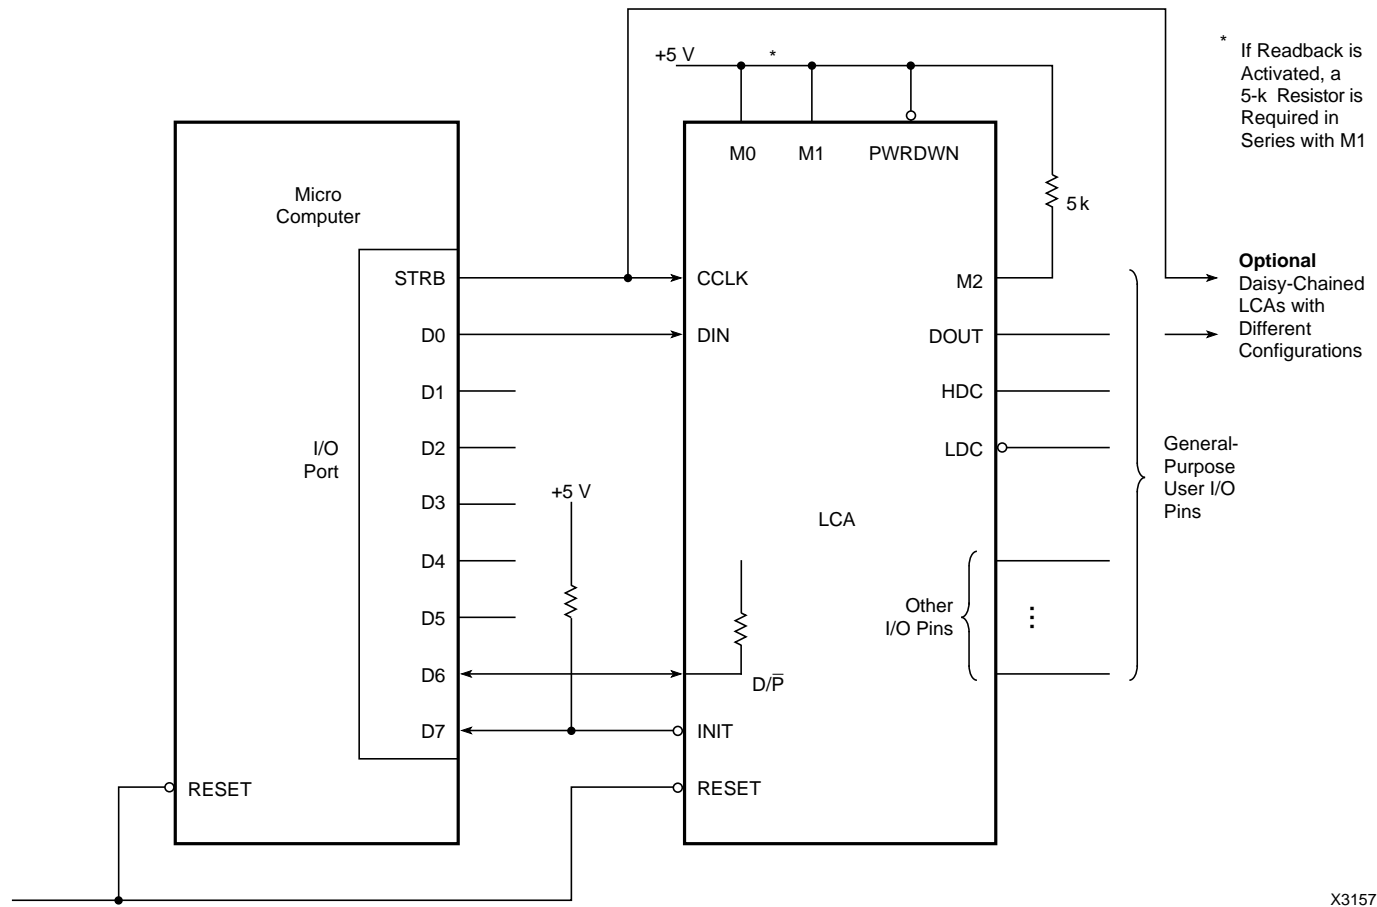 +5 V
*
*
If Readback is
Activated, a
5-k Resistor is
Required in
Series with M1
M0
M1
PWRDWN
Micro
Computer
5 k
STRB
CCLK
M2
Optional
Daisy-Chained
LCAs with
Different
Configurations
D0
DIN
DOUT
D1
HDC
I/O
Port
D2
LDC
General-
Purpose
User I/O
Pins
D3
+5 V
LCA
D4
D5
Other
I/O Pins
⋮
D6
D/P̅
D7
INIT
RESET
RESET
X3157